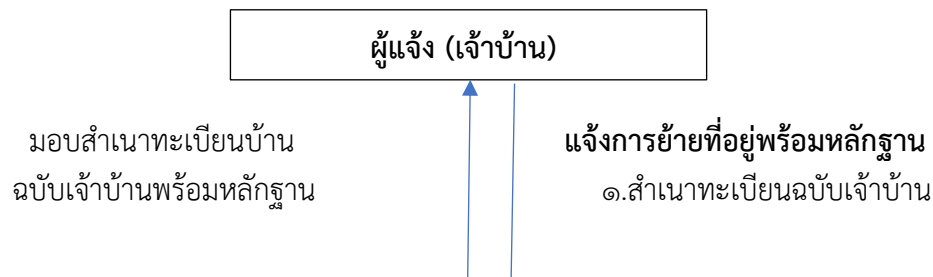 ผู้แจ้ง (เจ้าบ้าน)
มอบสำเนาทะเบียนบ้าน
ฉบับเจ้าบ้านพร้อมหลักฐาน
แจ้งการย้ายที่อยู่พร้อมหลักฐาน
๑.สำเนาทะเบียนฉบับเจ้าบ้าน